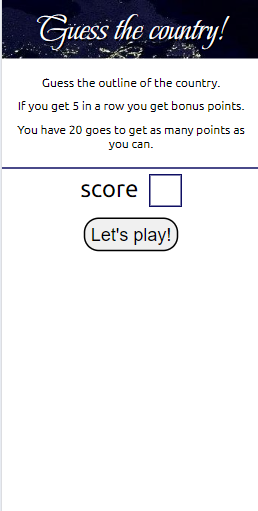 Guess the country!
Guess the outline of the country.
If you get 5 in a row you get bonus points.
You have 20 goes to get as many points as
you can.
score
Let's play!